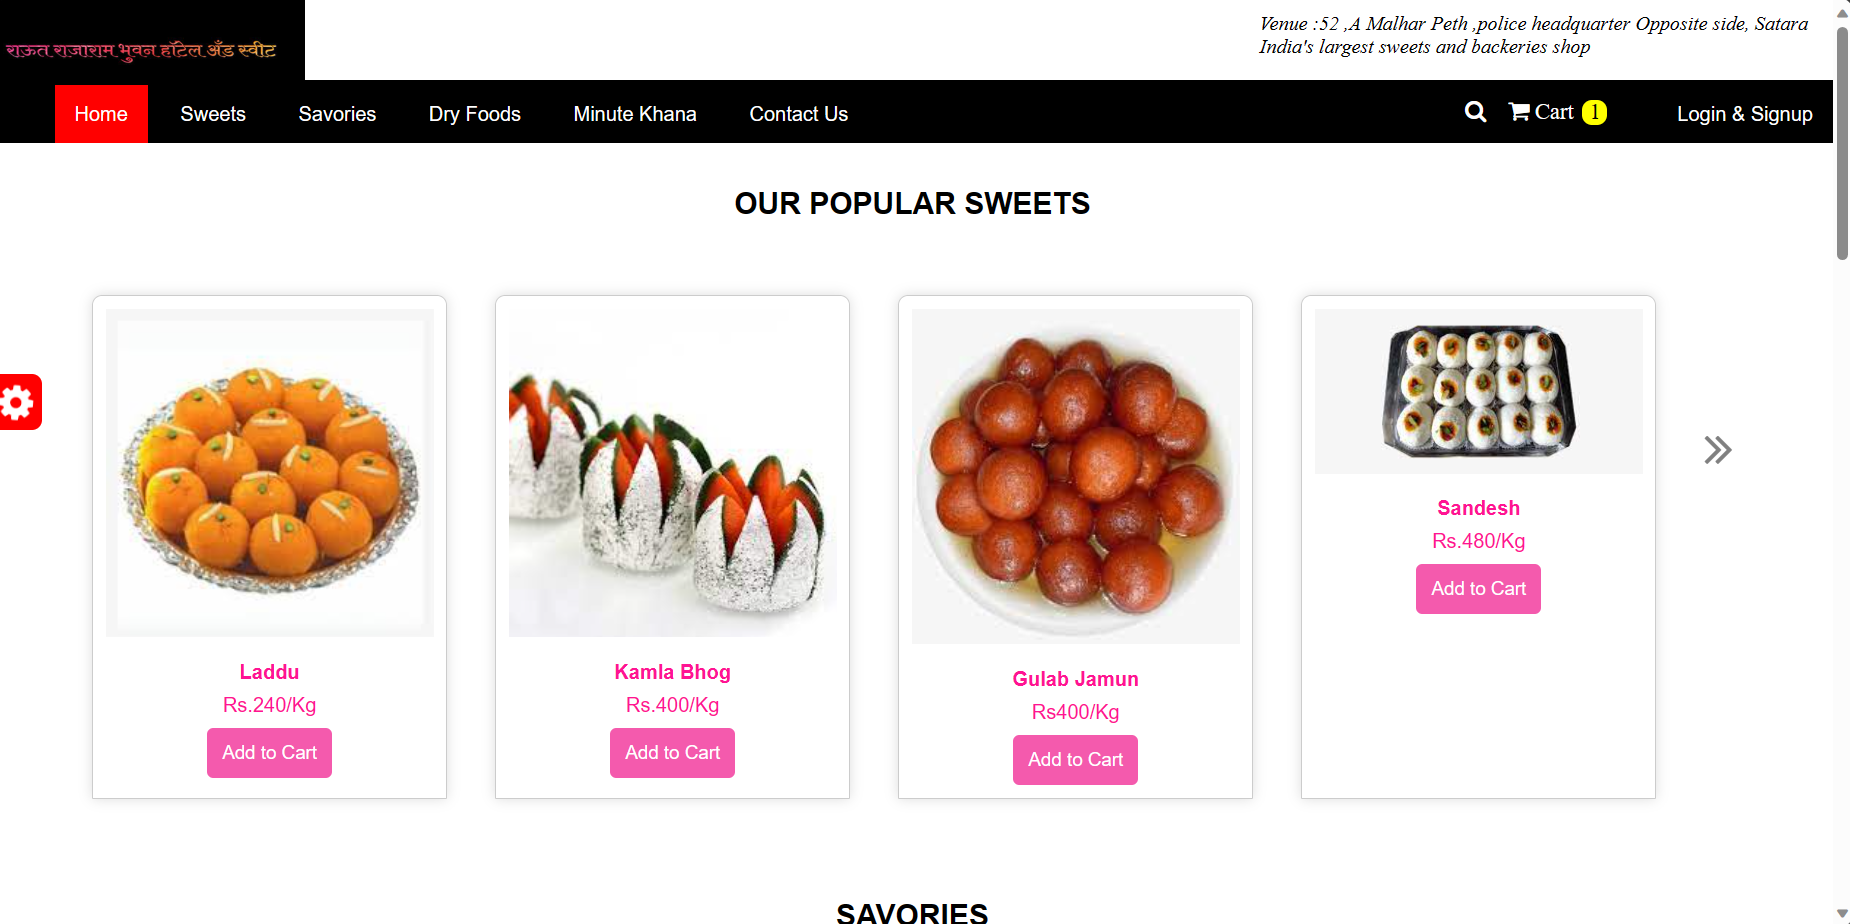 राऊत राजाराम भुवन हॉटेल अँड स्वीट
Venue :52 ,A Malhar Peth ,police headquarter Opposite side, Satara
India's largest sweets and backeries shop
Home Sweets Savories Dry Foods Minute Khana Contact Us Cart 1 Login & Signup
OUR POPULAR SWEETS
Laddu
Rs.240/Kg
Add to Cart
Kamla Bhog
Rs.400/Kg
Add to Cart
Gulab Jamun
Rs400/Kg
Add to Cart
Sandesh
Rs.480/Kg
Add to Cart
SAVORIES